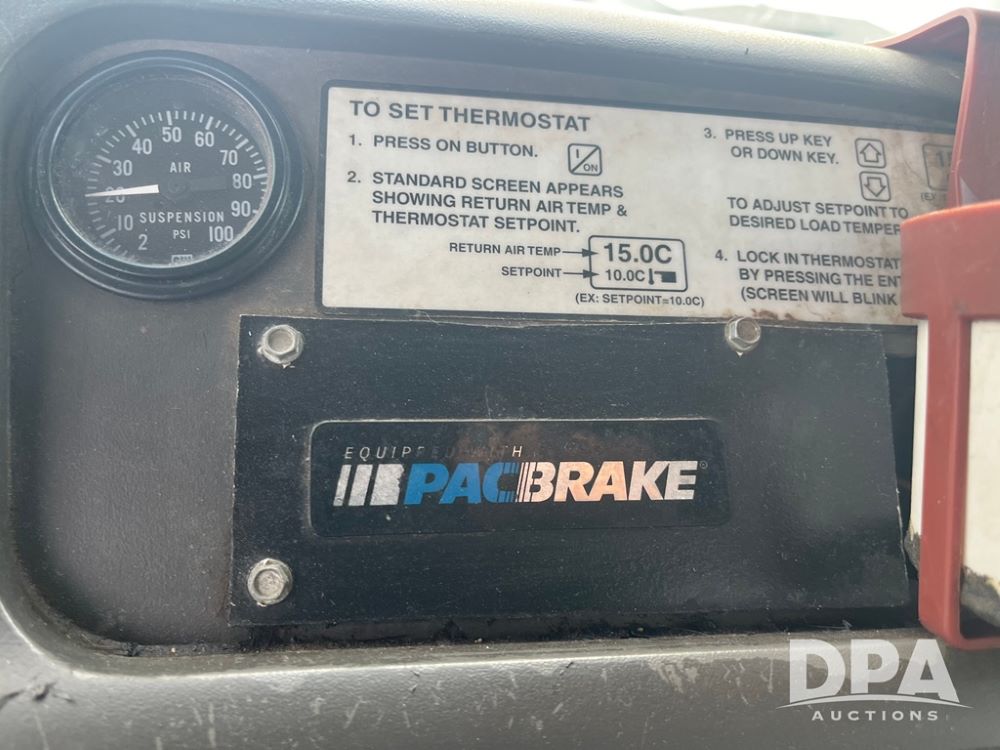 2 10 20 30 40 50 60 70 80 90 100
AIR
SUSPENSION
PSI
TO SET THERMOSTAT
1. PRESS ON BUTTON.
I/ON
2. STANDARD SCREEN APPEARS
SHOWING RETURN AIR TEMP &
THERMOSTAT SETPOINT.
RETURN AIR TEMP
15.0C
SETPOINT
10.0C
(EX: SETPOINT=10.0C)
3. PRESS UP KEY
OR DOWN KEY.
TO ADJUST SETPOINT TO
DESIRED LOAD
4. LOCK IN
BY PRESSING THE
(SCREEN WILL BLINK
EQUIPPED WITH
PACBRAKE
DPA
AUCTIONS